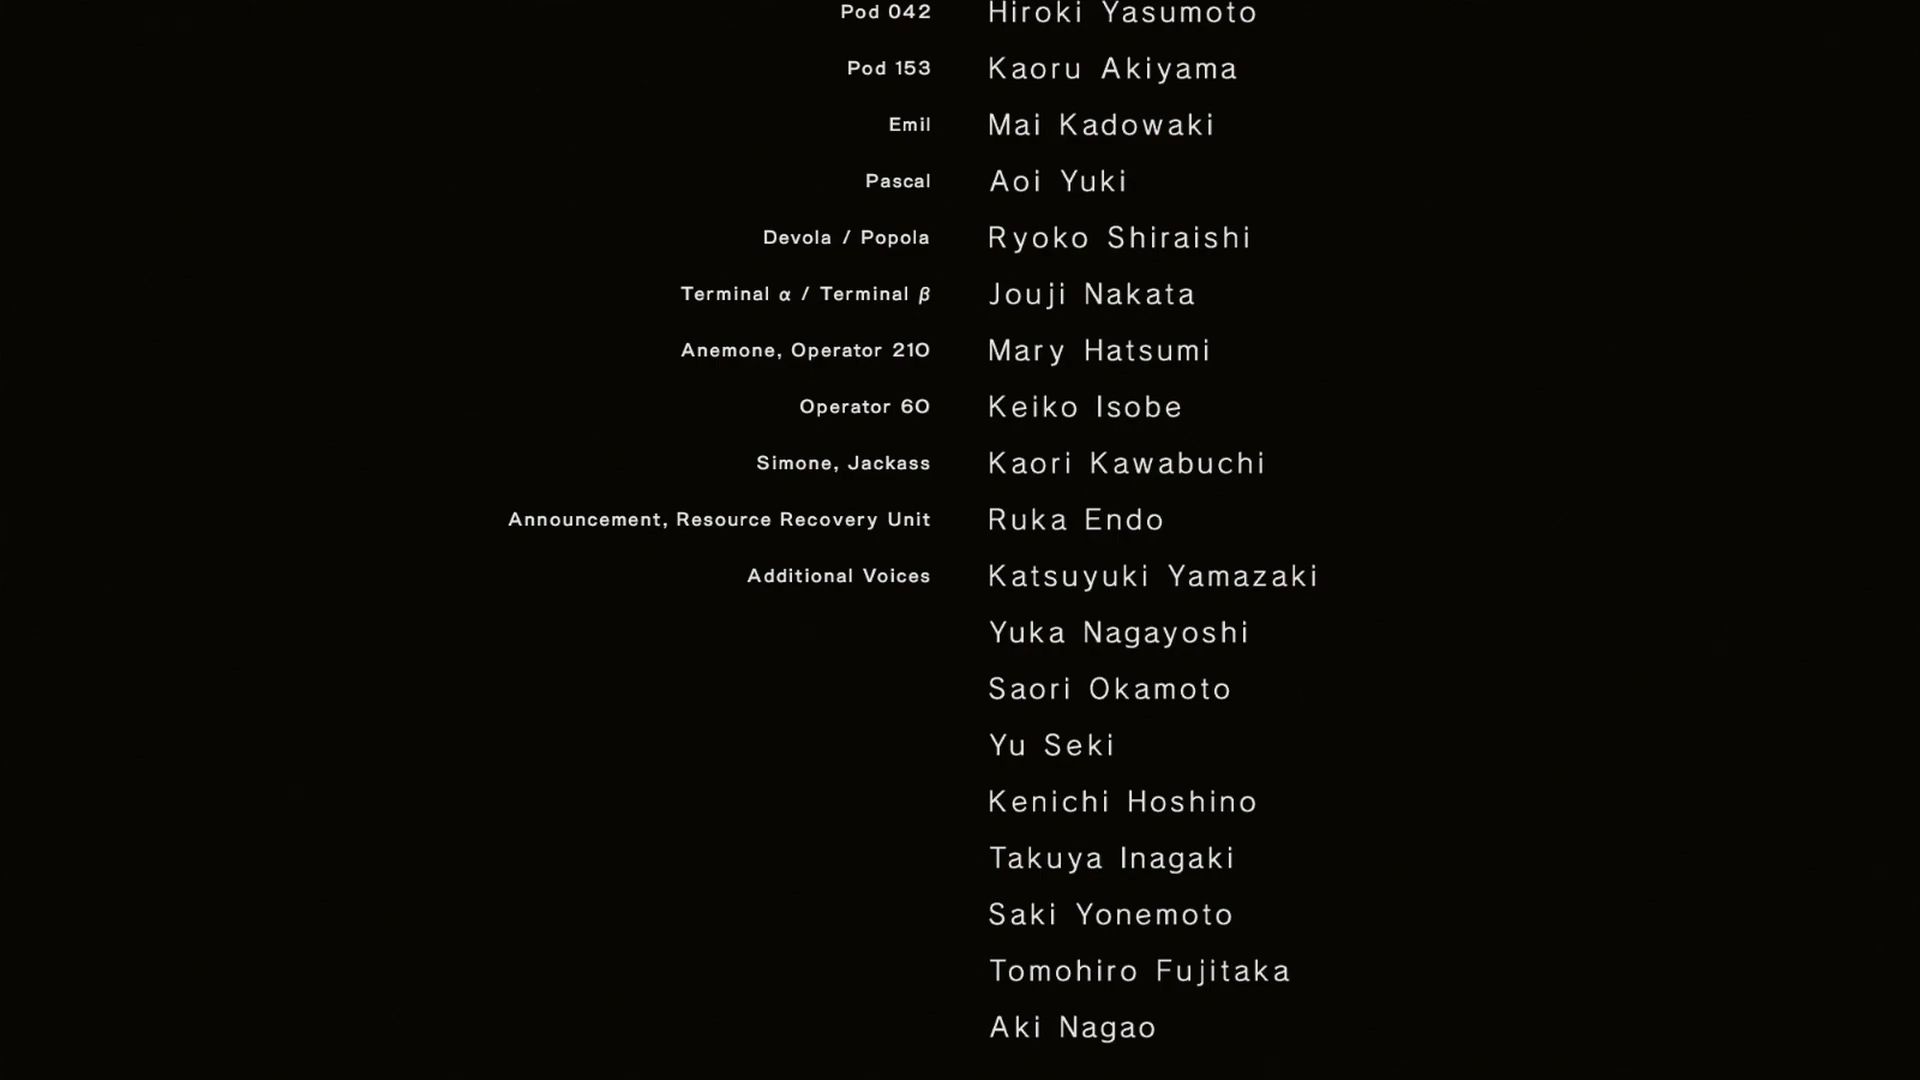 Pod 042 Hiroki Yasumoto
Pod 153 Kaoru Akiyama
Emil Mai Kadowaki
Pascal Aoi Yuki
Devola / Popola Ryoko Shiraishi
Terminal α / Terminal β Jouji Nakata
Anemone, Operator 21O Mary Hatsumi
Operator 6O Keiko Isobe
Simone, Jackass Kaori Kawabuchi
Announcement, Resource Recovery Unit Ruka Endo
Additional Voices Katsuyuki Yamazaki
Yuka Nagayoshi
Saori Okamoto
Yu Seki
Kenichi Hoshino
Takuya Inagaki
Saki Yonemoto
Tomohiro Fujitaka
Aki Nagao